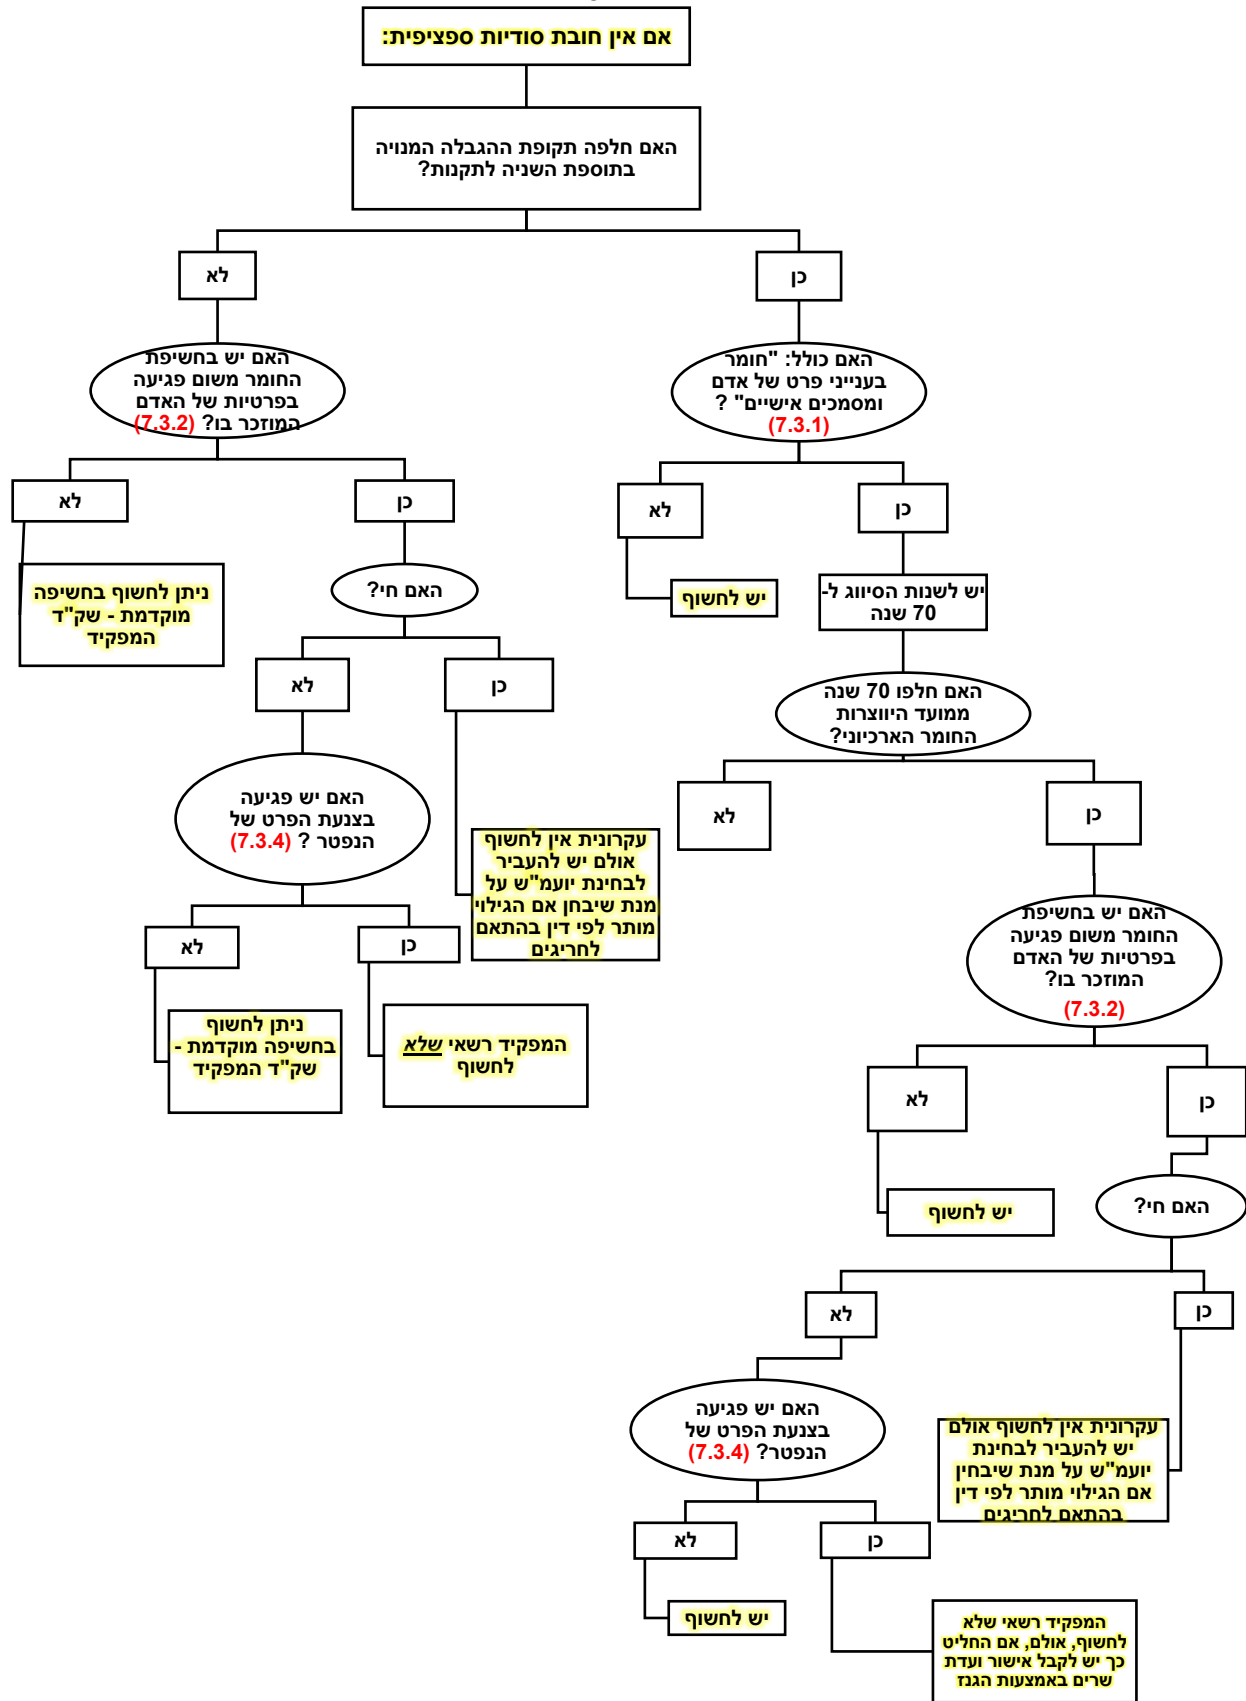 אם אין חובת סודיות ספציפית:
האם חלפה תקופת ההגבלה המנויה
בתוספת השניה לתקנות?
כן
לא
האם כולל: "חומר
בענייני פרט של אדם
ומסמכים אישיים" ?
(7.3.1)
האם יש בחשיפת
החומר משום פגיעה
בפרטיות של האדם
המוזכר בו? (7.3.2)
כן
לא
כן
לא
יש לשנות הסיווג ל-
70 שנה
יש לחשוף
האם חי?
ניתן לחשוף בחשיפה
מוקדמת - שק"ד
המפקיד
האם חלפו 70 שנה
ממועד היווצרות
החומר הארכיוני?
כן
לא
כן
לא
האם יש פגיעה
בצנעת הפרט של
הנפטר ? (7.3.4)
עקרונית אין לחשוף
אולם יש להעביר
לבחינת יועמ"ש על
מנת שיבחן אם הגילוי
מותר לפי דין בהתאם
לחריגים
האם יש בחשיפת
החומר משום פגיעה
בפרטיות של האדם
המוזכר בו?
(7.3.2)
כן
לא
המפקיד רשאי שלא
לחשוף
ניתן לחשוף
בחשיפה מוקדמת -
שק"ד המפקיד
כן
לא
האם חי?
יש לחשוף
כן
לא
האם יש פגיעה
בצנעת הפרט של
הנפטר? (7.3.4)
עקרונית אין לחשוף אולם
יש להעביר לבחינת
יועמ"ש על מנת שיבחין
אם הגילוי מותר לפי דין
בהתאם לחריגים
כן
לא
יש לחשוף
המפקיד רשאי שלא
לחשוף, אולם, אם החליט
כך יש לקבל אישור ועדת
שרים באמצעות הגנז